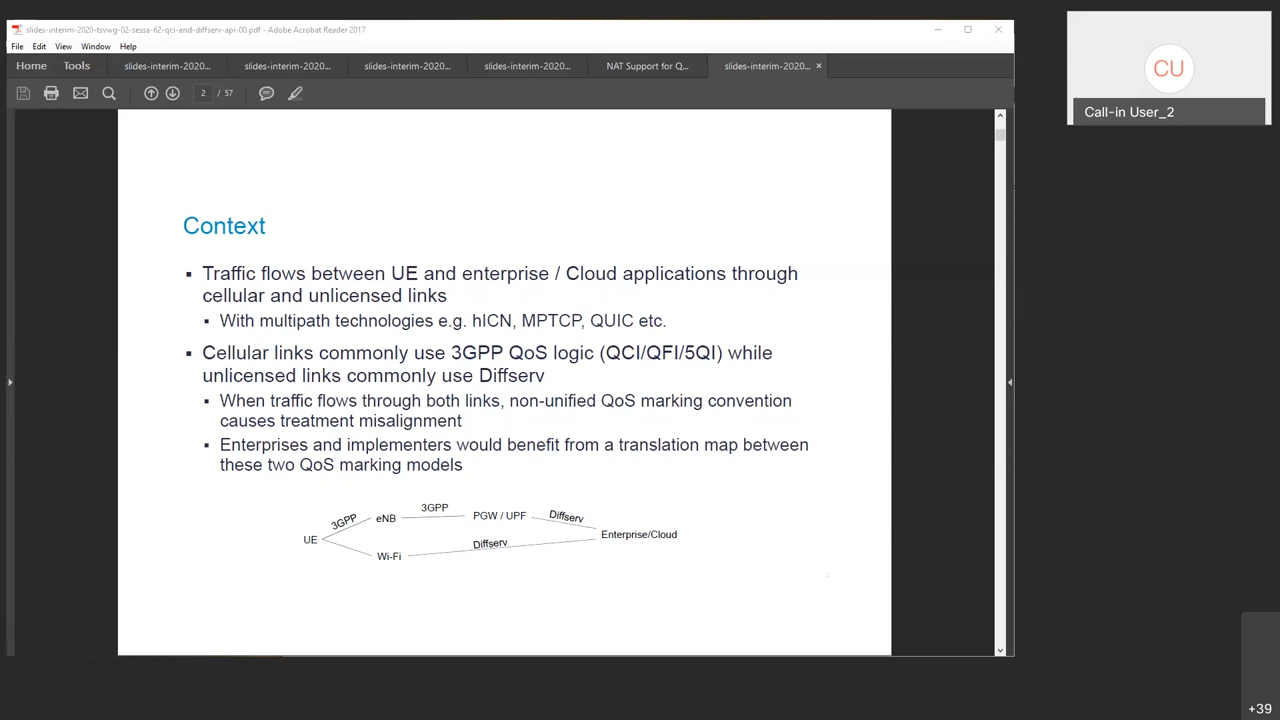 slides-interim-2020-tsvwg-02-sessa-62-qci-and-diffserv-api-00.pdf - Adobe Acrobat Reader 2017
File Edit View Window Help
Home Tools slides-interim-2020... slides-interim-2020... slides-interim-2020... slides-interim-2020... NAT Support for Q... slides-interim-2020... ×
2 / 57
CU
Call-in User_2
Context
▪ Traffic flows between UE and enterprise / Cloud applications through
cellular and unlicensed links
▪ With multipath technologies e.g. hICN, MPTCP, QUIC etc.
▪ Cellular links commonly use 3GPP QoS logic (QCI/QFI/5QI) while
unlicensed links commonly use Diffserv
▪ When traffic flows through both links, non-unified QoS marking convention
causes treatment misalignment
▪ Enterprises and implementers would benefit from a translation map between
these two QoS marking models
3GPP
3GPP
eNB
PGW / UPF
Diffserv
UE
Enterprise/Cloud
Wi-Fi
Diffserv
2
+39